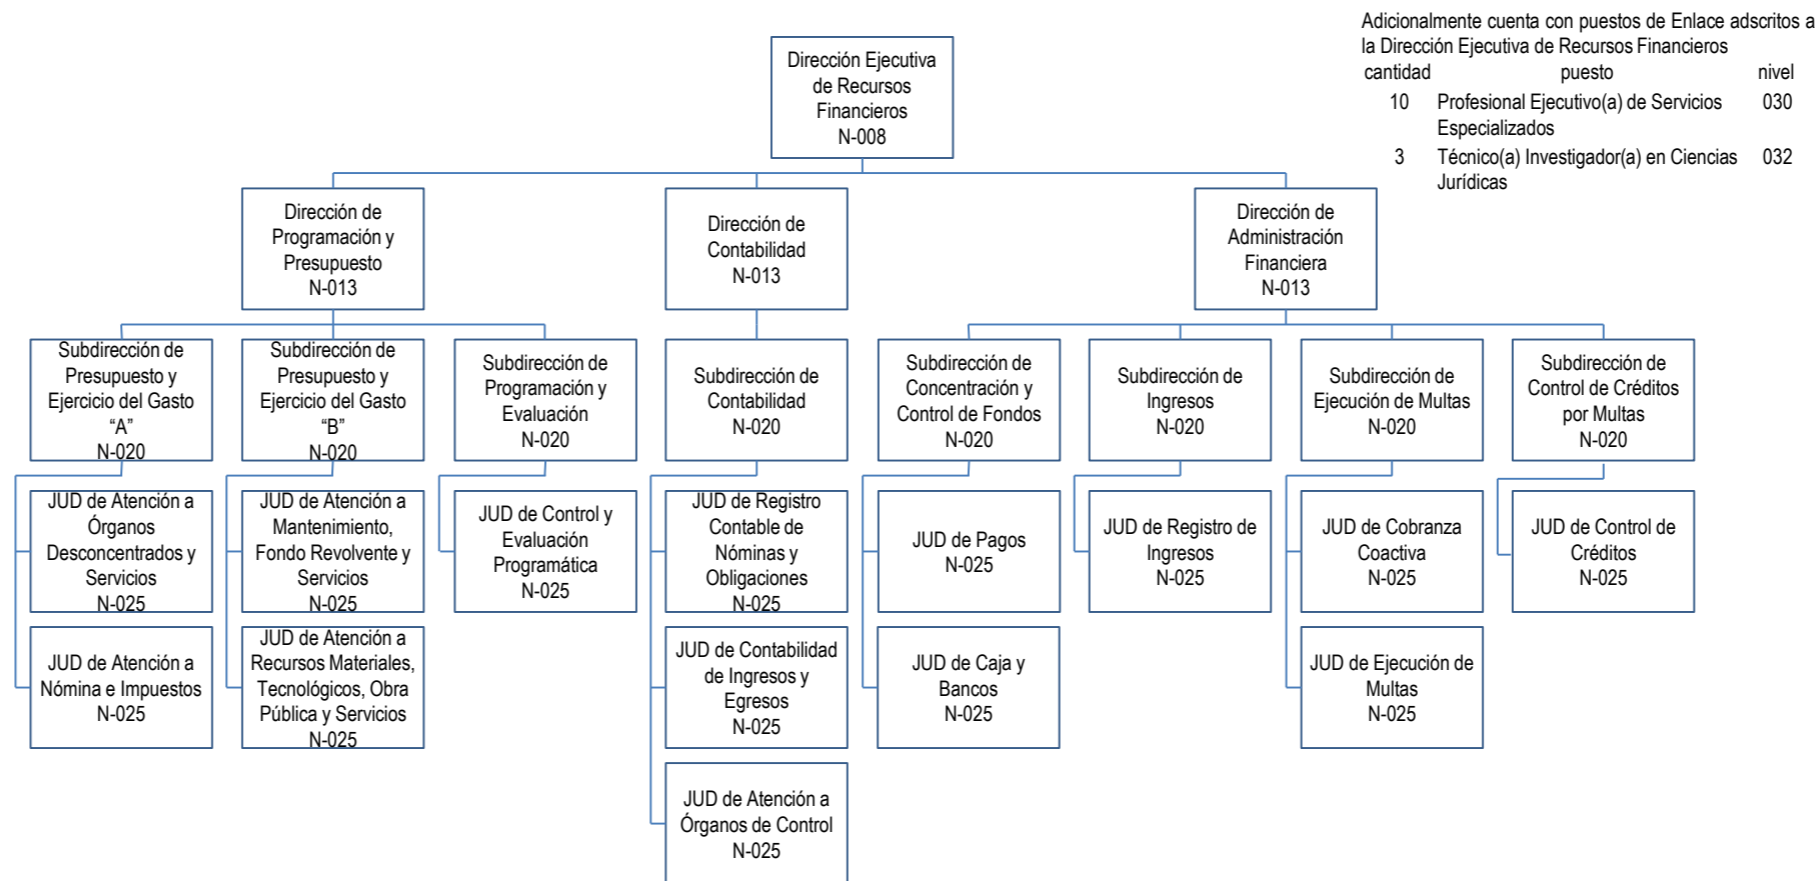 Adicionalmente cuenta con puestos de Enlace adscritos a
la Dirección Ejecutiva de Recursos Financieros
cantidad puesto nivel
10 Profesional Ejecutivo(a) de Servicios 030
Especializados
3 Técnico(a) Investigador(a) en Ciencias 032
Jurídicas
Dirección Ejecutiva
de Recursos
Financieros
N-008
Dirección de
Programación y
Presupuesto
N-013
Dirección de
Contabilidad
N-013
Dirección de
Administración
Financiera
N-013
Subdirección de
Presupuesto y
Ejercicio del Gasto
“A”
N-020
Subdirección de
Presupuesto y
Ejercicio del Gasto
“B”
N-020
Subdirección de
Programación y
Evaluación
N-020
Subdirección de
Contabilidad
N-020
Subdirección de
Concentración y
Control de Fondos
N-020
Subdirección de
Ingresos
N-020
Subdirección de
Ejecución de Multas
N-020
Subdirección de
Control de Créditos
por Multas
N-020
JUD de Atención a
Órganos
Desconcentrados y
Servicios
N-025
JUD de Atención a
Mantenimiento,
Fondo Revolvente y
Servicios
N-025
JUD de Control y
Evaluación
Programática
N-025
JUD de Registro
Contable de
Nóminas y
Obligaciones
N-025
JUD de Pagos
N-025
JUD de Registro de
Ingresos
N-025
JUD de Cobranza
Coactiva
N-025
JUD de Control de
Créditos
N-025
JUD de Atención a
Nómina e Impuestos
N-025
JUD de Atención a
Recursos Materiales,
Tecnológicos, Obra
Pública y Servicios
N-025
JUD de Contabilidad
de Ingresos y
Egresos
N-025
JUD de Caja y
Bancos
N-025
JUD de Ejecución de
Multas
N-025
JUD de Atención a
Órganos de Control
N-025